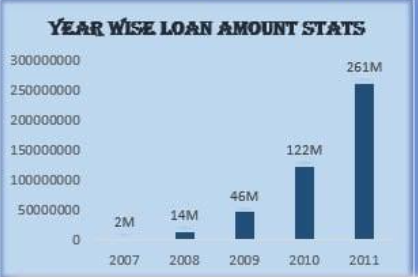 YEAR WISE LOAN AMOUNT STATS
300000000
261M
250000000
200000000
150000000
122M
100000000
46M
50000000
14M
2M
0
2007 2008 2009 2010 2011